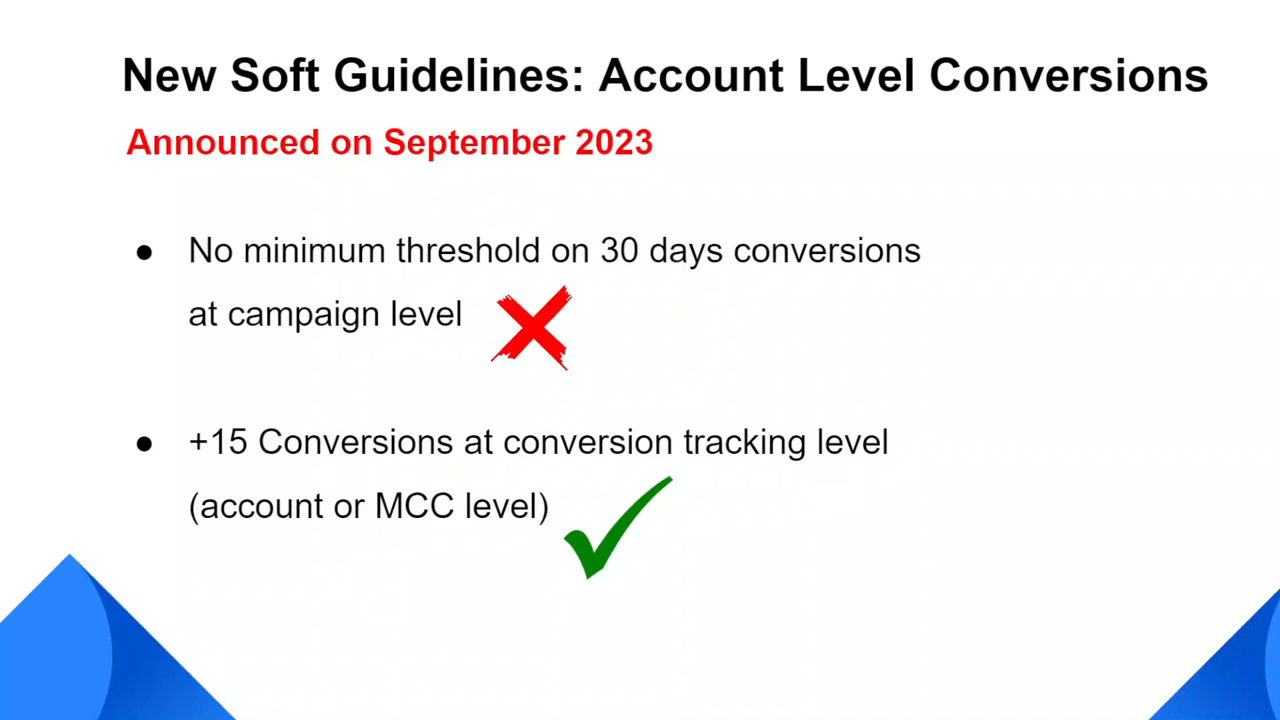 New Soft Guidelines: Account Level Conversions
Announced on September 2023
● No minimum threshold on 30 days conversions
at campaign level
● +15 Conversions at conversion tracking level
(account or MCC level)